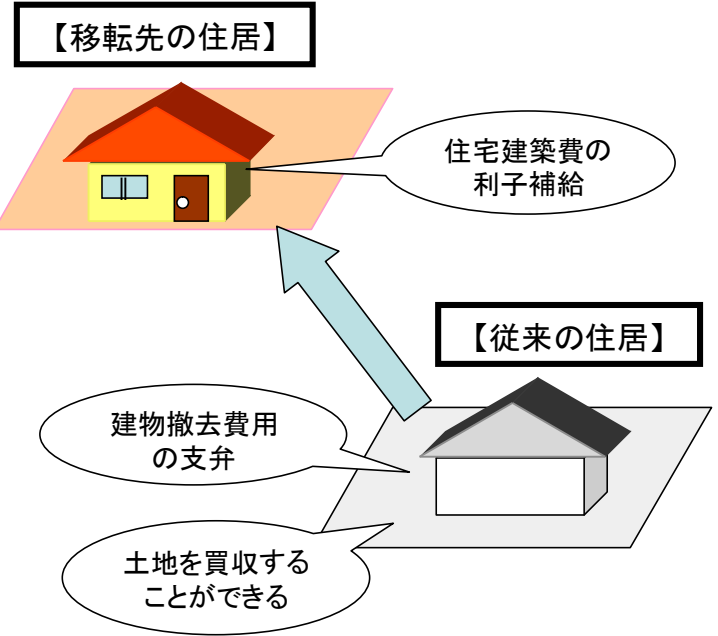 【移転先の住居】
住宅建築費の
利子補給
【従来の住居】
建物撤去費用
の支弁
土地を買収する
ことができる